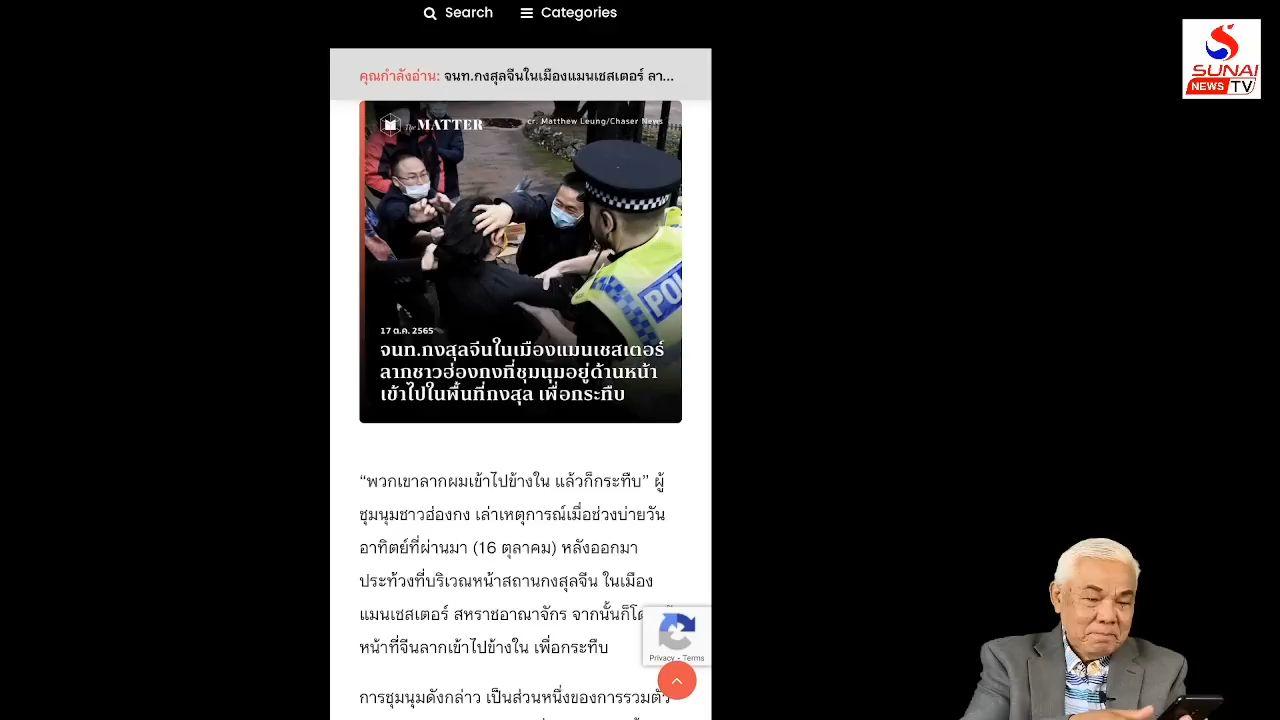 Search
Categories
SUNAI
NEWS TV
คุณกำลังอ่าน: จนท.กงสุลจีนในเมืองแมนเชสเตอร์ ลา...
The MATTER
cr. Matthew Leung/Chaser News
17 ต.ค. 2565
จนท.กงสุลจีนในเมืองแมนเชสเตอร์
ลากชาวฮ่องกงที่ชุมนุมอยู่ด้านหน้า
เข้าไปในพื้นที่กงสุล เพื่อกระทืบ
“พวกเขาลากผมเข้าไปข้างใน แล้วก็กระทืบ” ผู้
ชุมนุมชาวฮ่องกง เล่าเหตุการณ์เมื่อช่วงบ่ายวัน
อาทิตย์ที่ผ่านมา (16 ตุลาคม) หลังออกมา
ประท้วงที่บริเวณหน้าสถานกงสุลจีน ในเมือง
แมนเชสเตอร์ สหราชอาณาจักร จากนั้นก็
หน้าที่จีนลากเข้าไปข้างใน เพื่อกระทืบ
Privacy - Terms
การชุมนุมดังกล่าว เป็นส่วนหนึ่งของการรวมตัว